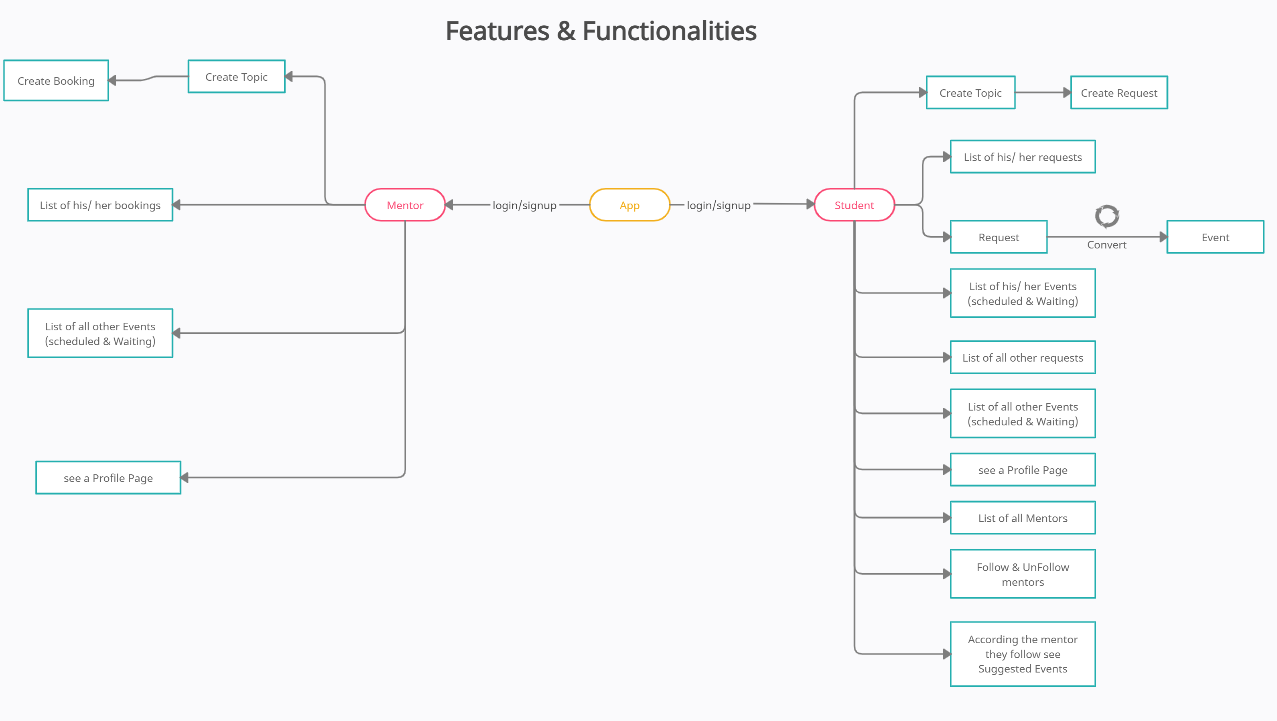 Features & Functionalities
Create Booking
Create Topic
List of his/ her bookings
List of all other Events
(scheduled & Waiting)
see a Profile Page
Mentor
login/signup
App
login/signup
Student
Create Topic
Create Request
List of his/ her requests
Request
Convert
Event
List of his/ her Events
(scheduled & Waiting)
List of all other requests
List of all other Events
(scheduled & Waiting)
see a Profile Page
List of all Mentors
Follow & UnFollow
mentors
According the mentor
they follow see
Suggested Events